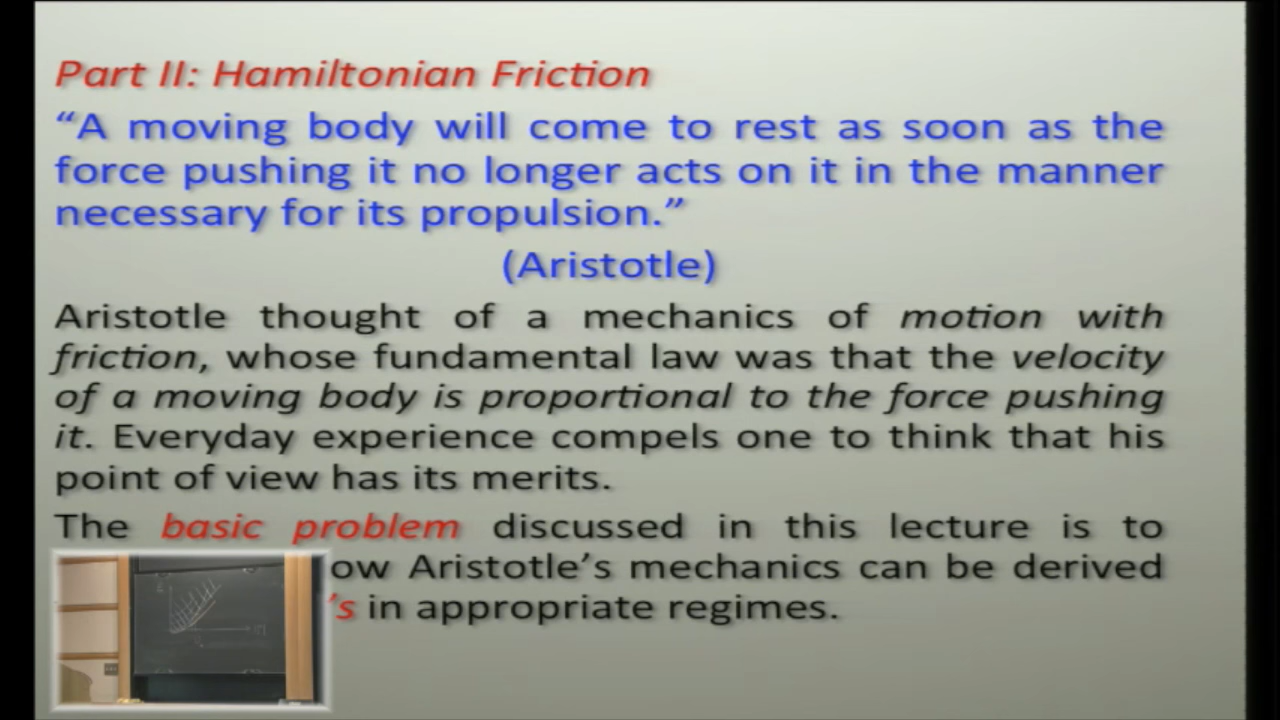 Part II: Hamiltonian Friction
“A moving body will come to rest as soon as the
force pushing it no longer acts on it in the manner
necessary for its propulsion.”
(Aristotle)
Aristotle thought of a mechanics of motion with
friction, whose fundamental law was that the velocity
of a moving body is proportional to the force pushing
it. Everyday experience compels one to think that his
point of view has its merits.
The basic problem discussed in this lecture is to
ow Aristotle’s mechanics can be derived
’s in appropriate regimes.